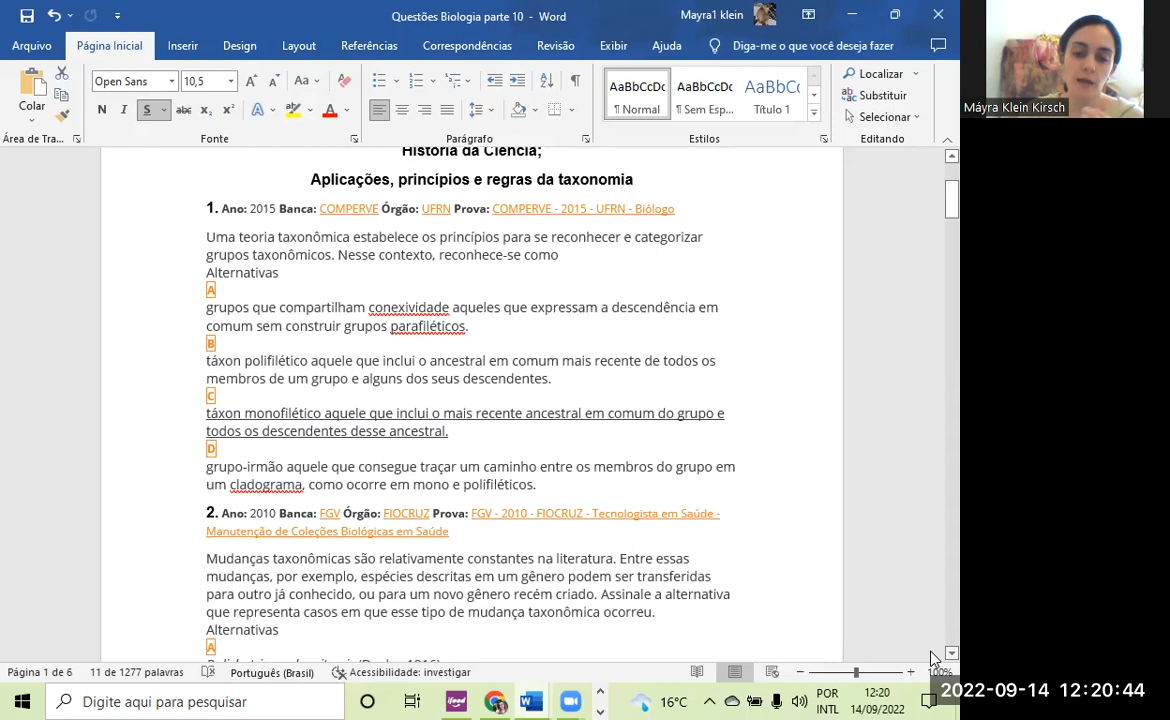 Questões Biologia parte 10 - Word
Mayra1 klein
Arquivo Página Inicial Inserir Design Layout Referências Correspondências Revisão Exibir Ajuda Diga-me o que você deseja fazer
Colar
Open Sans 10,5
Aa
N I S abc x₂ x² A A
AaBbCcDc AaBbCcDc AaBbCc
¶ Normal ¶ Sem Esp... Título 1
Localizar
Substituir
Selecionar
Área de Tra... Fonte Parágrafo Estilos Editando
Máyra Klein Kirsch
História da Ciência;
Aplicações, princípios e regras da taxonomia
1. Ano: 2015 Banca: COMPERVE Órgão: UFRN Prova: COMPERVE - 2015 - UFRN - Biólogo
Uma teoria taxonômica estabelece os princípios para se reconhecer e categorizar
grupos taxonômicos. Nesse contexto, reconhece-se como
Alternativas
A
grupos que compartilham conexividade aqueles que expressam a descendência em
comum sem construir grupos parafiléticos.
B
táxon polifilético aquele que inclui o ancestral em comum mais recente de todos os
membros de um grupo e alguns dos seus descendentes.
C
táxon monofilético aquele que inclui o mais recente ancestral em comum do grupo e
todos os descendentes desse ancestral.
D
grupo-irmão aquele que consegue traçar um caminho entre os membros do grupo em
um cladograma, como ocorre em mono e polifiléticos.
2. Ano: 2010 Banca: FGV Órgão: FIOCRUZ Prova: FGV - 2010 - FIOCRUZ - Tecnologista em Saúde -
Manutenção de Coleções Biológicas em Saúde
Mudanças taxonômicas são relativamente constantes na literatura. Entre essas
mudanças, por exemplo, espécies descritas em um gênero podem ser transferidas
para outro já conhecido, ou para um novo gênero recém criado. Assinale a alternativa
que representa casos em que esse tipo de mudança taxonômica ocorreu.
Alternativas
A
Página 1 de 6 11 de 1277 palavras Português (Brasil) Acessibilidade: investigar 100%
Digite aqui para pesquisar
16°C
POR
INTL
12:20
14/09/2022
2022-09-14 12:20:44